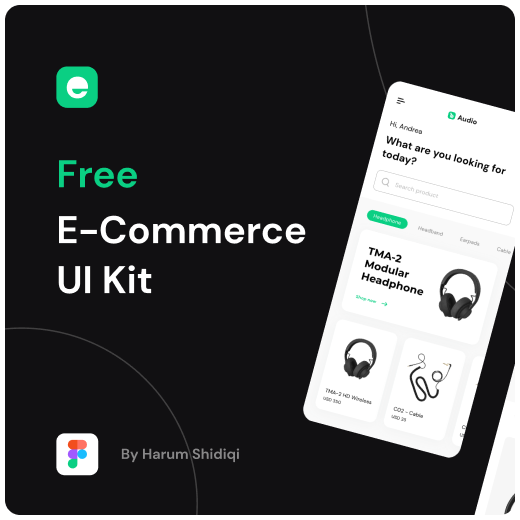 e
Free
E-Commerce
UI Kit
By Harum Shidiqi
Audio
Hi, Andrea
What are you looking for
today?
Search product
Headphone
Headband
Earpads
Cable
TMA-2
Modular
Headphone
Shop now
TMA-2 HD Wireless
USD 350
CO2 - Cable
USD 25